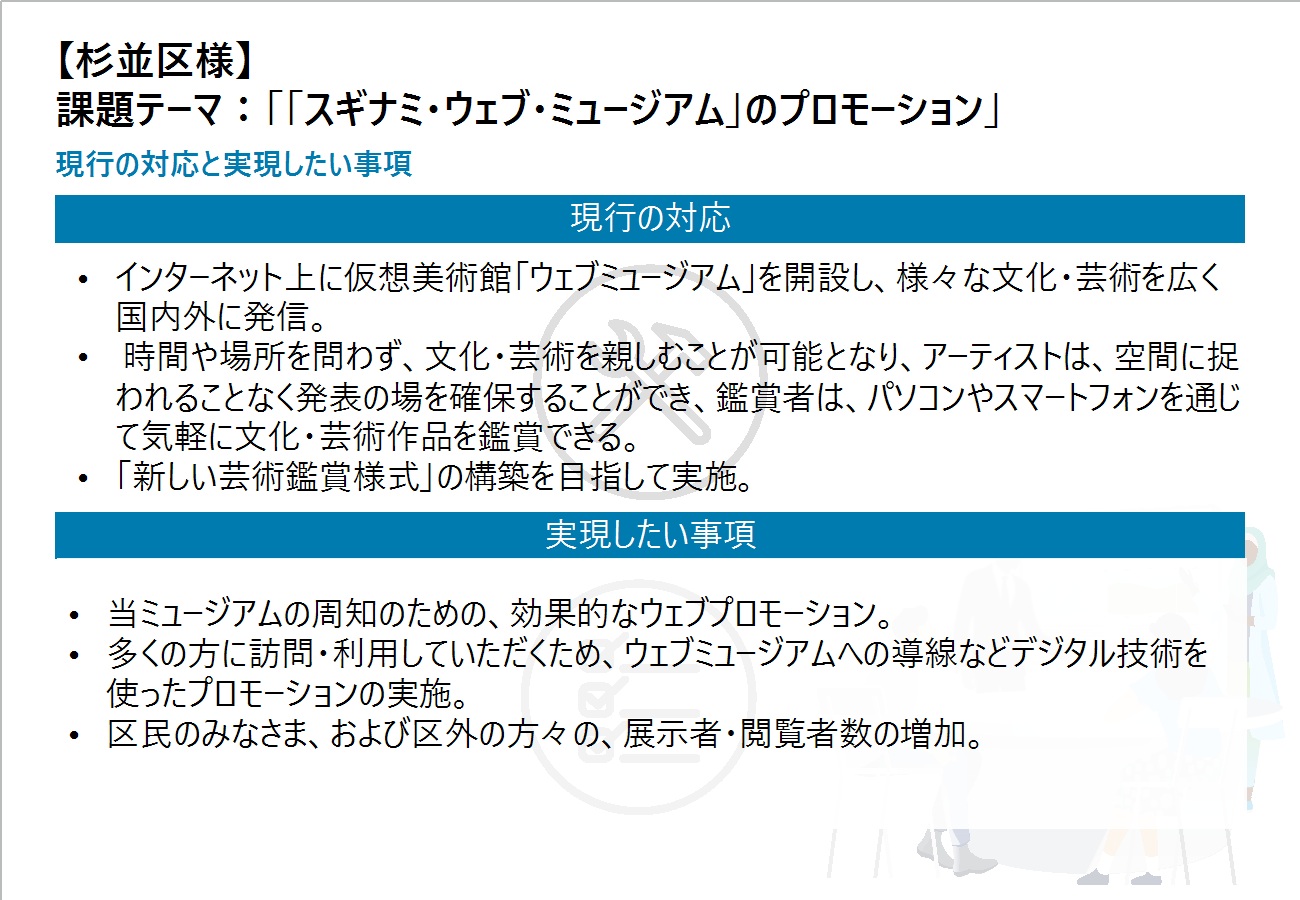 【杉並区様】
課題テーマ：「「スギナミ・ウェブ・ミュージアム」のプロモーション」
現行の対応と実現したい事項
現行の対応
• インターネット上に仮想美術館「ウェブミュージアム」を開設し、様々な文化・芸術を広く
国内外に発信。
• 時間や場所を問わず、文化・芸術を親しむことが可能となり、アーティストは、空間に捉
われることなく発表の場を確保することができ、鑑賞者は、パソコンやスマートフォンを通じ
て気軽に文化・芸術作品を鑑賞できる。
• 「新しい芸術鑑賞様式」の構築を目指して実施。
実現したい事項
• 当ミュージアムの周知のための、効果的なウェブプロモーション。
• 多くの方に訪問・利用していただくため、ウェブミュージアムへの導線などデジタル技術を
使ったプロモーションの実施。
• 区民のみなさま、および区外の方々の、展示者・閲覧者数の増加。